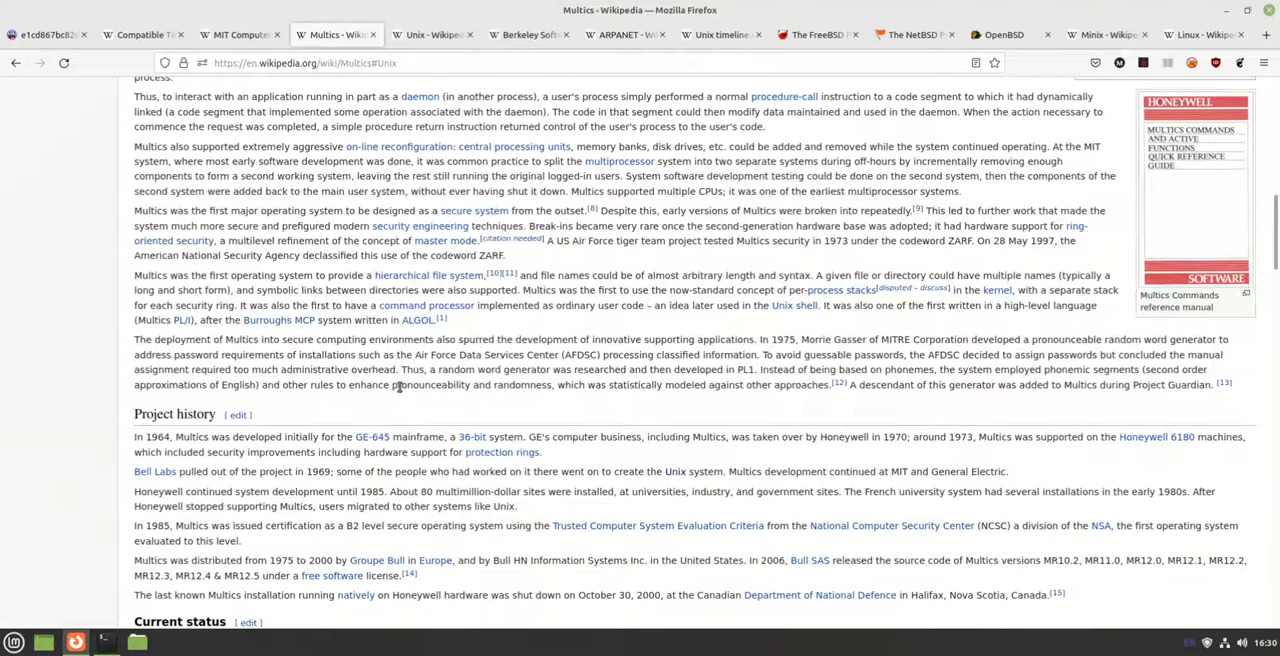 Multics - Wikipedia — Mozilla Firefox
e1cd867bc82
Compatible Ti
MIT Compute
Multics - Wikip
Unix - Wikiped
Berkeley Soft
ARPANET - Wi
Unix timeline
The FreeBSD P
The NetBSD P
OpenBSD
Minix - Wikipe
Linux - Wikipe
https://en.wikipedia.org/wiki/Multics#Unix
process.
Thus, to interact with an application running in part as a daemon (in another process), a user's process simply performed a normal procedure-call instruction to a code segment to which it had dynamically
linked (a code segment that implemented some operation associated with the daemon). The code in that segment could then modify data maintained and used in the daemon. When the action necessary to
commence the request was completed, a simple procedure return instruction returned control of the user's process to the user's code.
Multics also supported extremely aggressive on-line reconfiguration: central processing units, memory banks, disk drives, etc. could be added and removed while the system continued operating. At the MIT
system, where most early software development was done, it was common practice to split the multiprocessor system into two separate systems during off-hours by incrementally removing enough
components to form a second working system, leaving the rest still running the original logged-in users. System software development testing could be done on the second system, then the components of the
second system were added back to the main user system, without ever having shut it down. Multics supported multiple CPUs; it was one of the earliest multiprocessor systems.
Multics was the first major operating system to be designed as a secure system from the outset.[8] Despite this, early versions of Multics were broken into repeatedly.[9] This led to further work that made the
system much more secure and prefigured modern security engineering techniques. Break-ins became very rare once the second-generation hardware base was adopted; it had hardware support for ring-
oriented security, a multilevel refinement of the concept of master mode.[citation needed] A US Air Force tiger team project tested Multics security in 1973 under the codeword ZARF. On 28 May 1997, the
American National Security Agency declassified this use of the codeword ZARF.
Multics was the first operating system to provide a hierarchical file system,[10][11] and file names could be of almost arbitrary length and syntax. A given file or directory could have multiple names (typically a
long and short form), and symbolic links between directories were also supported. Multics was the first to use the now-standard concept of per-process stacks[disputed – discuss] in the kernel, with a separate stack
for each security ring. It was also the first to have a command processor implemented as ordinary user code – an idea later used in the Unix shell. It was also one of the first written in a high-level language
(Multics PL/I), after the Burroughs MCP system written in ALGOL.[1]
The deployment of Multics into secure computing environments also spurred the development of innovative supporting applications. In 1975, Morrie Gasser of MITRE Corporation developed a pronounceable random word generator to
address password requirements of installations such as the Air Force Data Services Center (AFDSC) processing classified information. To avoid guessable passwords, the AFDSC decided to assign passwords but concluded the manual
assignment required too much administrative overhead. Thus, a random word generator was researched and then developed in PL1. Instead of being based on phonemes, the system employed phonemic segments (second order
approximations of English) and other rules to enhance pronounceability and randomness, which was statistically modeled against other approaches.[12] A descendant of this generator was added to Multics during Project Guardian. [13]
HONEYWELL
MULTICS COMMANDS
AND ACTIVE
FUNCTIONS
QUICK REFERENCE
GUIDE
SOFTWARE
Multics Commands
reference manual
Project history [ edit ]
In 1964, Multics was developed initially for the GE-645 mainframe, a 36-bit system. GE's computer business, including Multics, was taken over by Honeywell in 1970; around 1973, Multics was supported on the Honeywell 6180 machines,
which included security improvements including hardware support for protection rings.
Bell Labs pulled out of the project in 1969; some of the people who had worked on it there went on to create the Unix system. Multics development continued at MIT and General Electric.
Honeywell continued system development until 1985. About 80 multimillion-dollar sites were installed, at universities, industry, and government sites. The French university system had several installations in the early 1980s. After
Honeywell stopped supporting Multics, users migrated to other systems like Unix.
In 1985, Multics was issued certification as a B2 level secure operating system using the Trusted Computer System Evaluation Criteria from the National Computer Security Center (NCSC) a division of the NSA, the first operating system
evaluated to this level.
Multics was distributed from 1975 to 2000 by Groupe Bull in Europe, and by Bull HN Information Systems Inc. in the United States. In 2006, Bull SAS released the source code of Multics versions MR10.2, MR11.0, MR12.0, MR12.1, MR12.2,
MR12.3, MR12.4 & MR12.5 under a free software license.[14]
The last known Multics installation running natively on Honeywell hardware was shut down on October 30, 2000, at the Canadian Department of National Defence in Halifax, Nova Scotia, Canada.[15]
Current status [ edit ]
EN
16:30